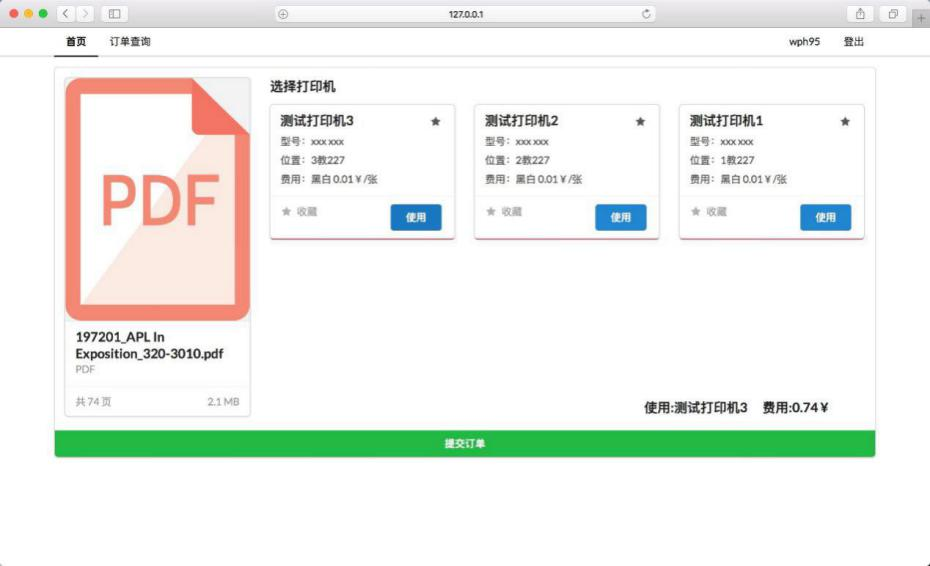 127.0.0.1
首页 订单查询 wph95 登出
PDF
197201_APL In
Exposition_320-3010.pdf
PDF
共 74 页 2.1 MB
选择打印机
测试打印机3
型号：xxx xxx
位置：3教227
费用：黑白 0.01 ¥ /张
收藏 使用
测试打印机2
型号：xxx xxx
位置：2教227
费用：黑白 0.01 ¥ /张
收藏 使用
测试打印机1
型号：xxx xxx
位置：1教227
费用：黑白 0.01 ¥ /张
收藏 使用
使用:测试打印机3 费用:0.74 ¥
提交订单